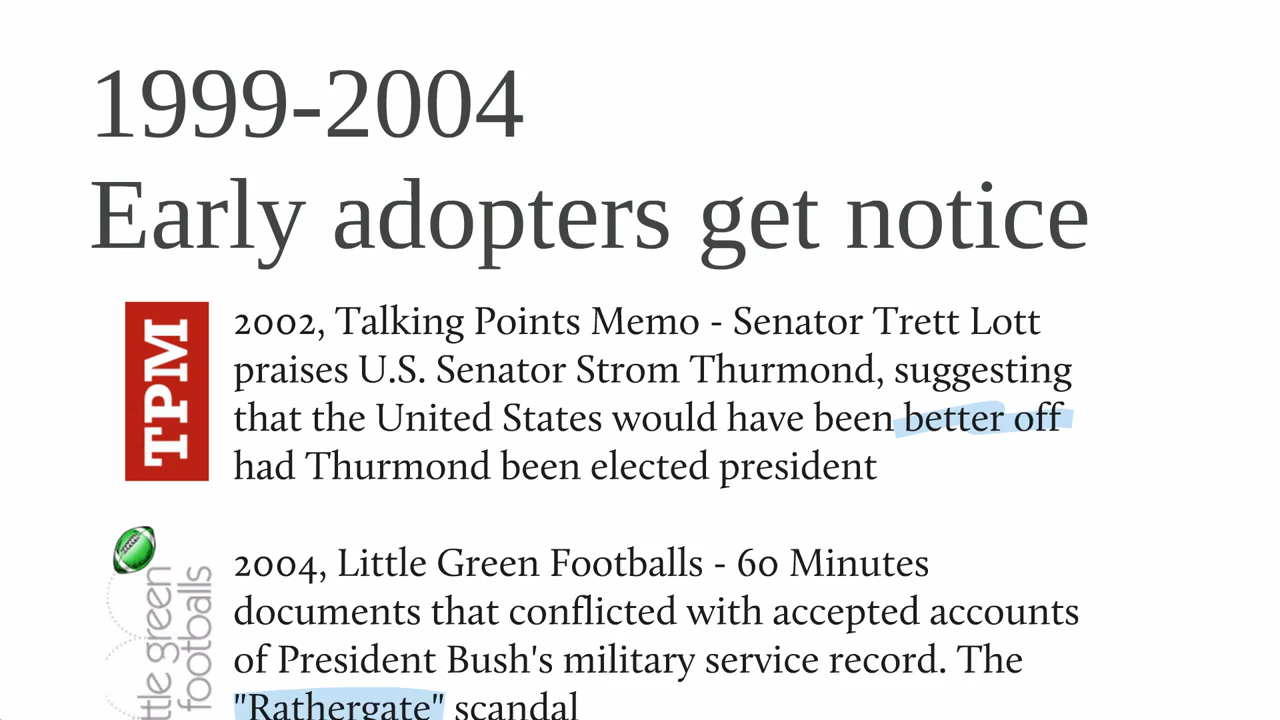 1999-2004
Early adopters get notice
TPM
2002, Talking Points Memo - Senator Trett Lott
praises U.S. Senator Strom Thurmond, suggesting
that the United States would have been better off
had Thurmond been elected president
ttle green
footballs
2004, Little Green Footballs - 60 Minutes
documents that conflicted with accepted accounts
of President Bush's military service record. The
"Rathergate" scandal